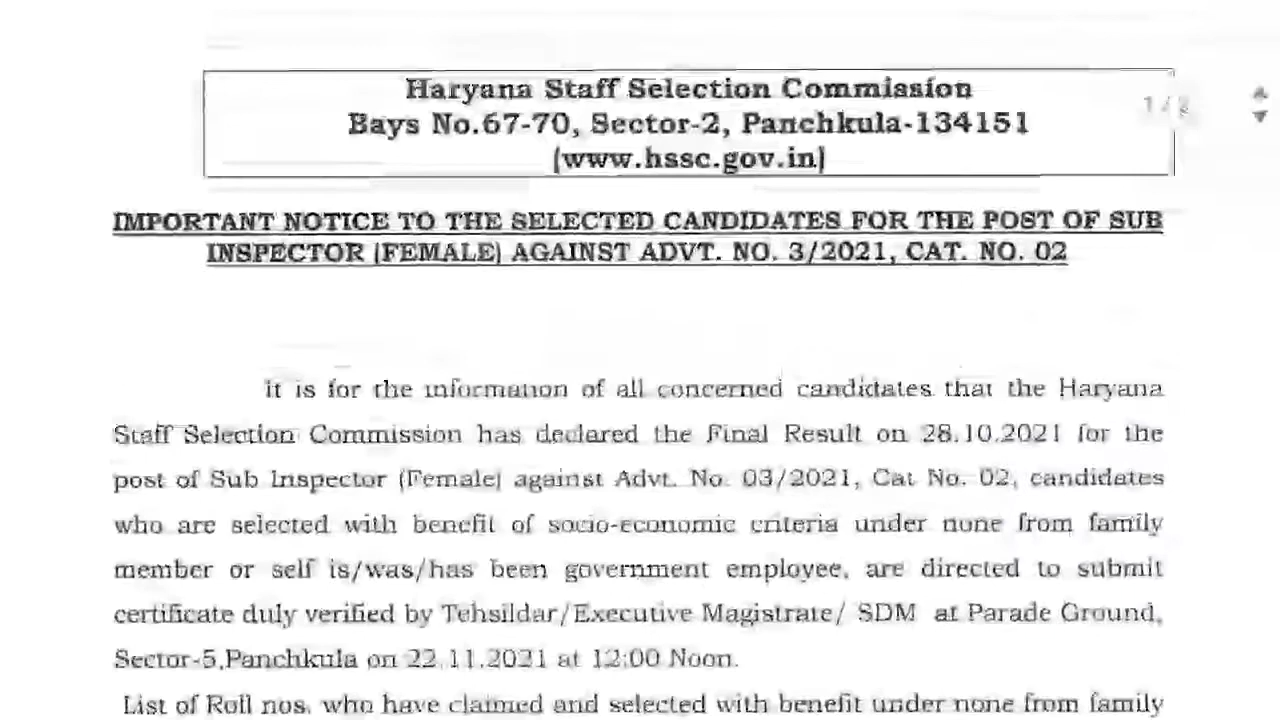 Haryana Staff Selection Commission
Bays No.67-70, Sector-2, Panchkula-134151
(www.hssc.gov.in)
1 / 2
IMPORTANT NOTICE TO THE SELECTED CANDIDATES FOR THE POST OF SUB
INSPECTOR (FEMALE) AGAINST ADVT. NO. 3/2021, CAT. NO. 02
It is for the information of all concerned candidates that the Haryana
Staff Selection Commission has declared the Final Result on 28.10.2021 for the
post of Sub Inspector (Female) against Advt. No. 03/2021, Cat No. 02, candidates
who are selected with benefit of socio-economic criteria under none from family
member or self is/was/has been government employee, are directed to submit
certificate duly verified by Tehsildar/Executive Magistrate/ SDM at Parade Ground,
Sector-5,Panchkula on 22.11.2021 at 12:00 Noon.
List of Roll nos. who have claimed and selected with benefit under none from family